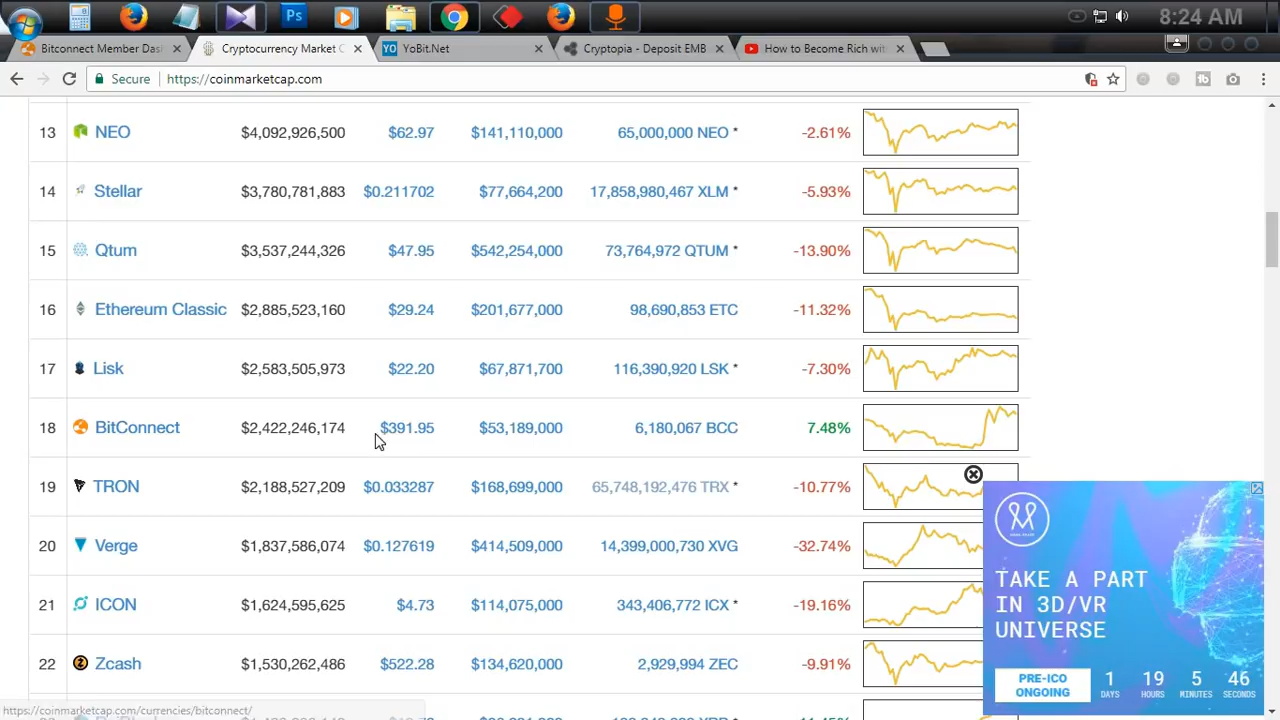 Ps
8:24 AM
Bitconnect Member Das
Cryptocurrency Market C
YO YoBit.Net
Cryptopia - Deposit EMB
How to Become Rich wit
Secure https://coinmarketcap.com
13 NEO $4,092,926,500 $62.97 $141,110,000 65,000,000 NEO * -2.61%
14 Stellar $3,780,781,883 $0.211702 $77,664,200 17,858,980,467 XLM * -5.93%
15 Qtum $3,537,244,326 $47.95 $542,254,000 73,764,972 QTUM * -13.90%
16 Ethereum Classic $2,885,523,160 $29.24 $201,677,000 98,690,853 ETC -11.32%
17 Lisk $2,583,505,973 $22.20 $67,871,700 116,390,920 LSK * -7.30%
18 BitConnect $2,422,246,174 $391.95 $53,189,000 6,180,067 BCC 7.48%
19 TRON $2,188,527,209 $0.033287 $168,699,000 65,748,192,476 TRX * -10.77%
20 Verge $1,837,586,074 $0.127619 $414,509,000 14,399,000,730 XVG -32.74%
21 ICON $1,624,595,625 $4.73 $114,075,000 343,406,772 ICX * -19.16%
22 Zcash $1,530,262,486 $522.28 $134,620,000 2,929,994 ZEC -9.91%
TAKE A PART
IN 3D/VR
UNIVERSE
PRE-ICO
ONGOING
1 19 5 46
DAYS HOURS MINUTES SECONDS
https://coinmarketcap.com/currencies/bitconnect/